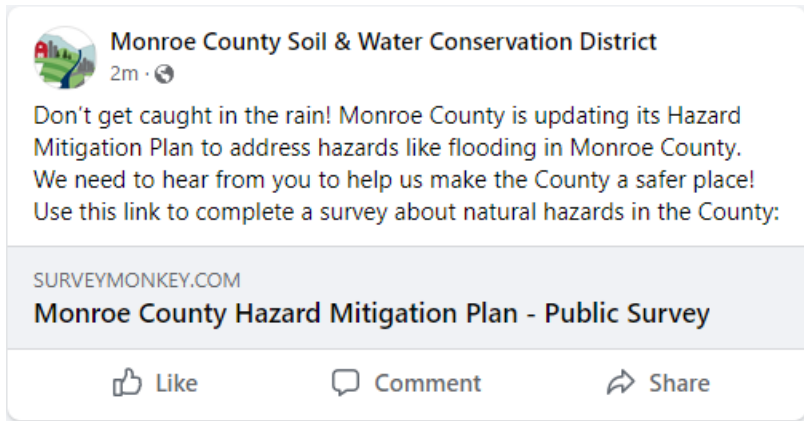 Monroe County Soil & Water Conservation District
2m ·
Don't get caught in the rain! Monroe County is updating its Hazard
Mitigation Plan to address hazards like flooding in Monroe County.
We need to hear from you to help us make the County a safer place!
Use this link to complete a survey about natural hazards in the County:
SURVEYMONKEY.COM
Monroe County Hazard Mitigation Plan - Public Survey
Like Comment Share